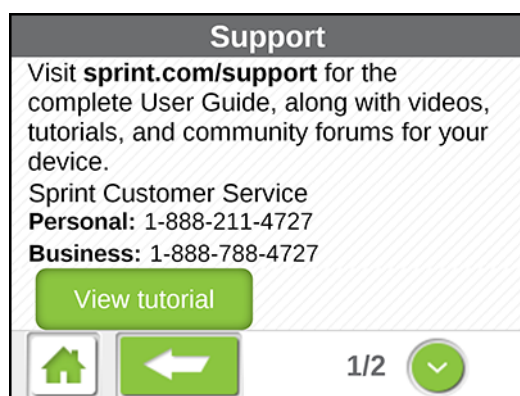 Support
Visit sprint.com/support for the
complete User Guide, along with videos,
tutorials, and community forums for your
device.
Sprint Customer Service
Personal: 1-888-211-4727
Business: 1-888-788-4727
View tutorial
1/2